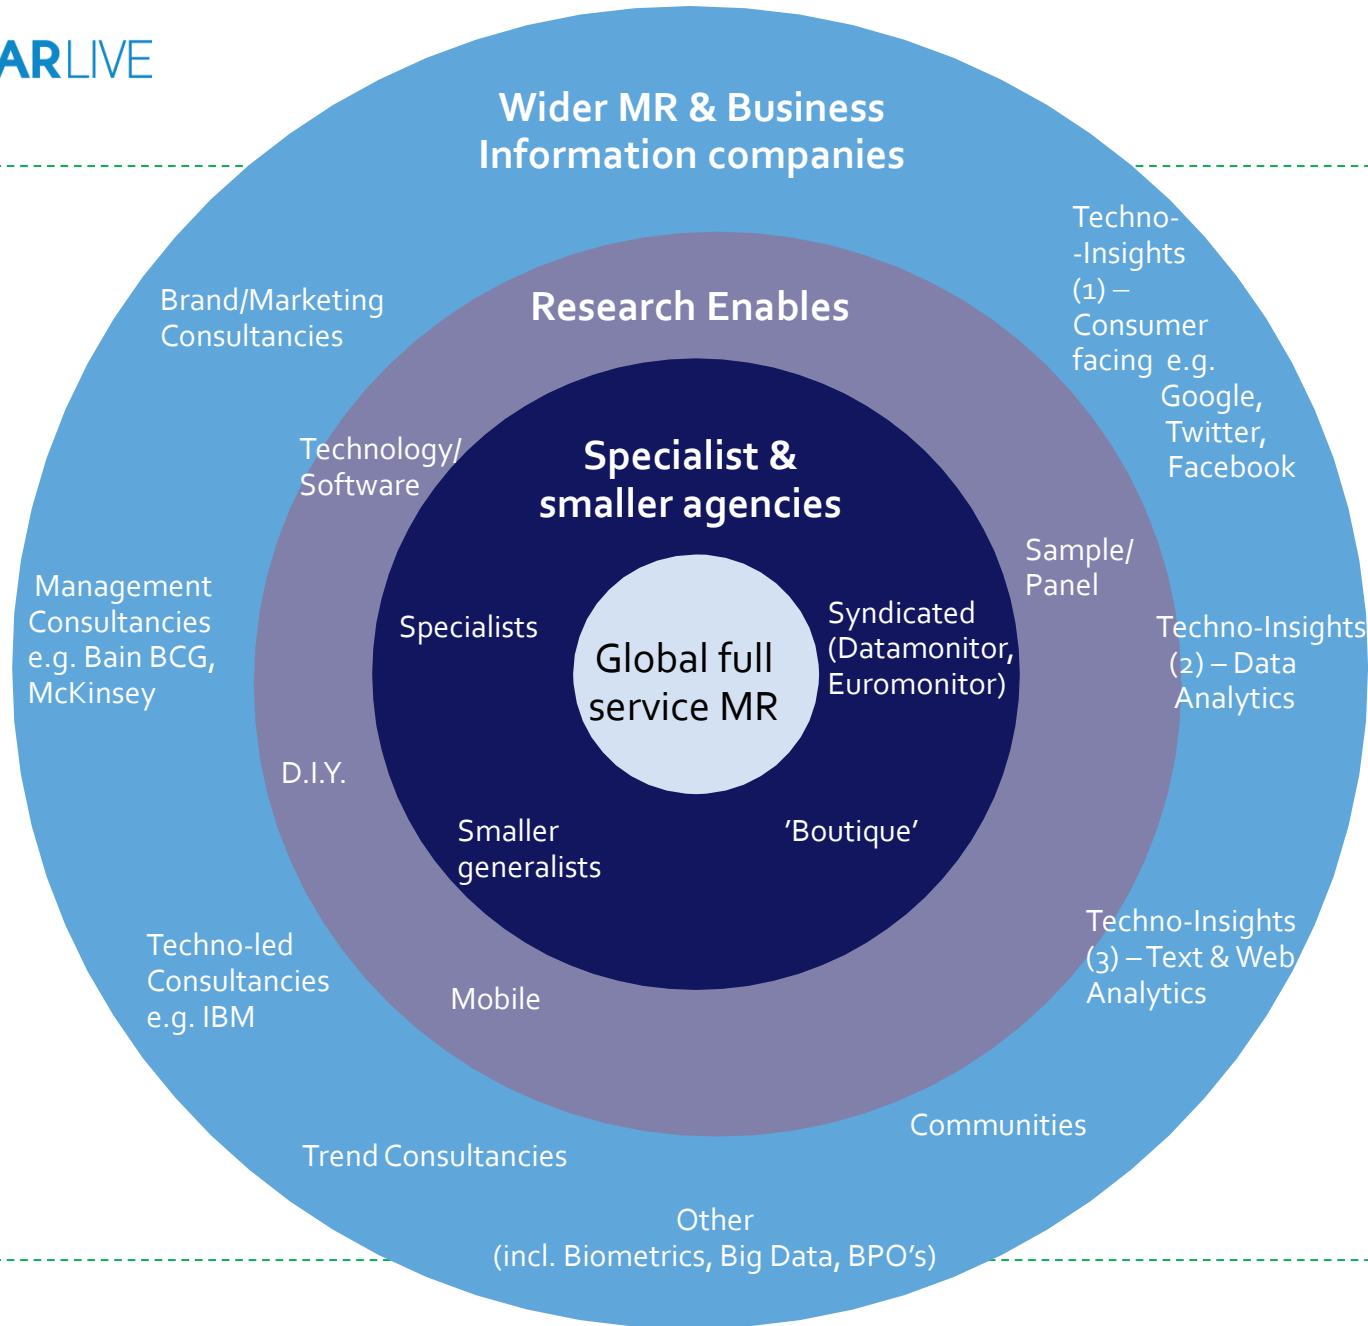 ARLIVE
Wider MR & Business
Information companies
Techno-
-Insights
(1) –
Consumer
facing e.g.
Google,
Twitter,
Facebook
Brand/Marketing
Consultancies
Research Enables
Technology/
Software
Specialist &
smaller agencies
Sample/
Panel
Management
Consultancies
e.g. Bain BCG,
McKinsey
Specialists
Global full
service MR
Syndicated
(Datamonitor,
Euromonitor)
Techno-Insights
(2) – Data
Analytics
D.I.Y.
Smaller
generalists
'Boutique'
Techno-led
Consultancies
e.g. IBM
Mobile
Techno-Insights
(3) – Text & Web
Analytics
Communities
Trend Consultancies
Other
(incl. Biometrics, Big Data, BPO's)